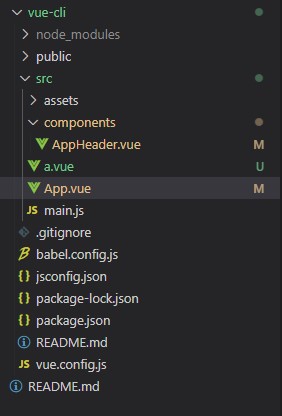 vue-cli
node_modules
public
src
assets
components
AppHeader.vue M
a.vue U
App.vue M
JS main.js
.gitignore
babel.config.js
{} jsconfig.json
{} package-lock.json
{} package.json
README.md
JS vue.config.js
README.md